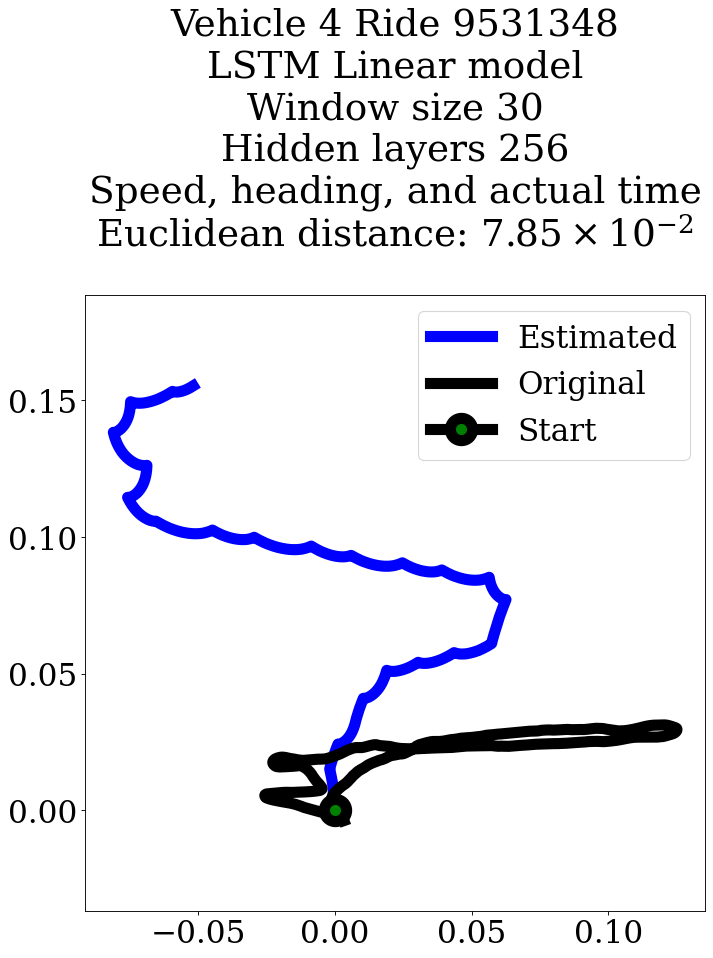 Vehicle 4 Ride 9531348
LSTM Linear model
Window size 30
Hidden layers 256
Speed, heading, and actual time
Euclidean distance: 7.85 × 10⁻²
Estimated
Original
Start
0.15
0.10
0.05
0.00
−0.05 0.00 0.05 0.10